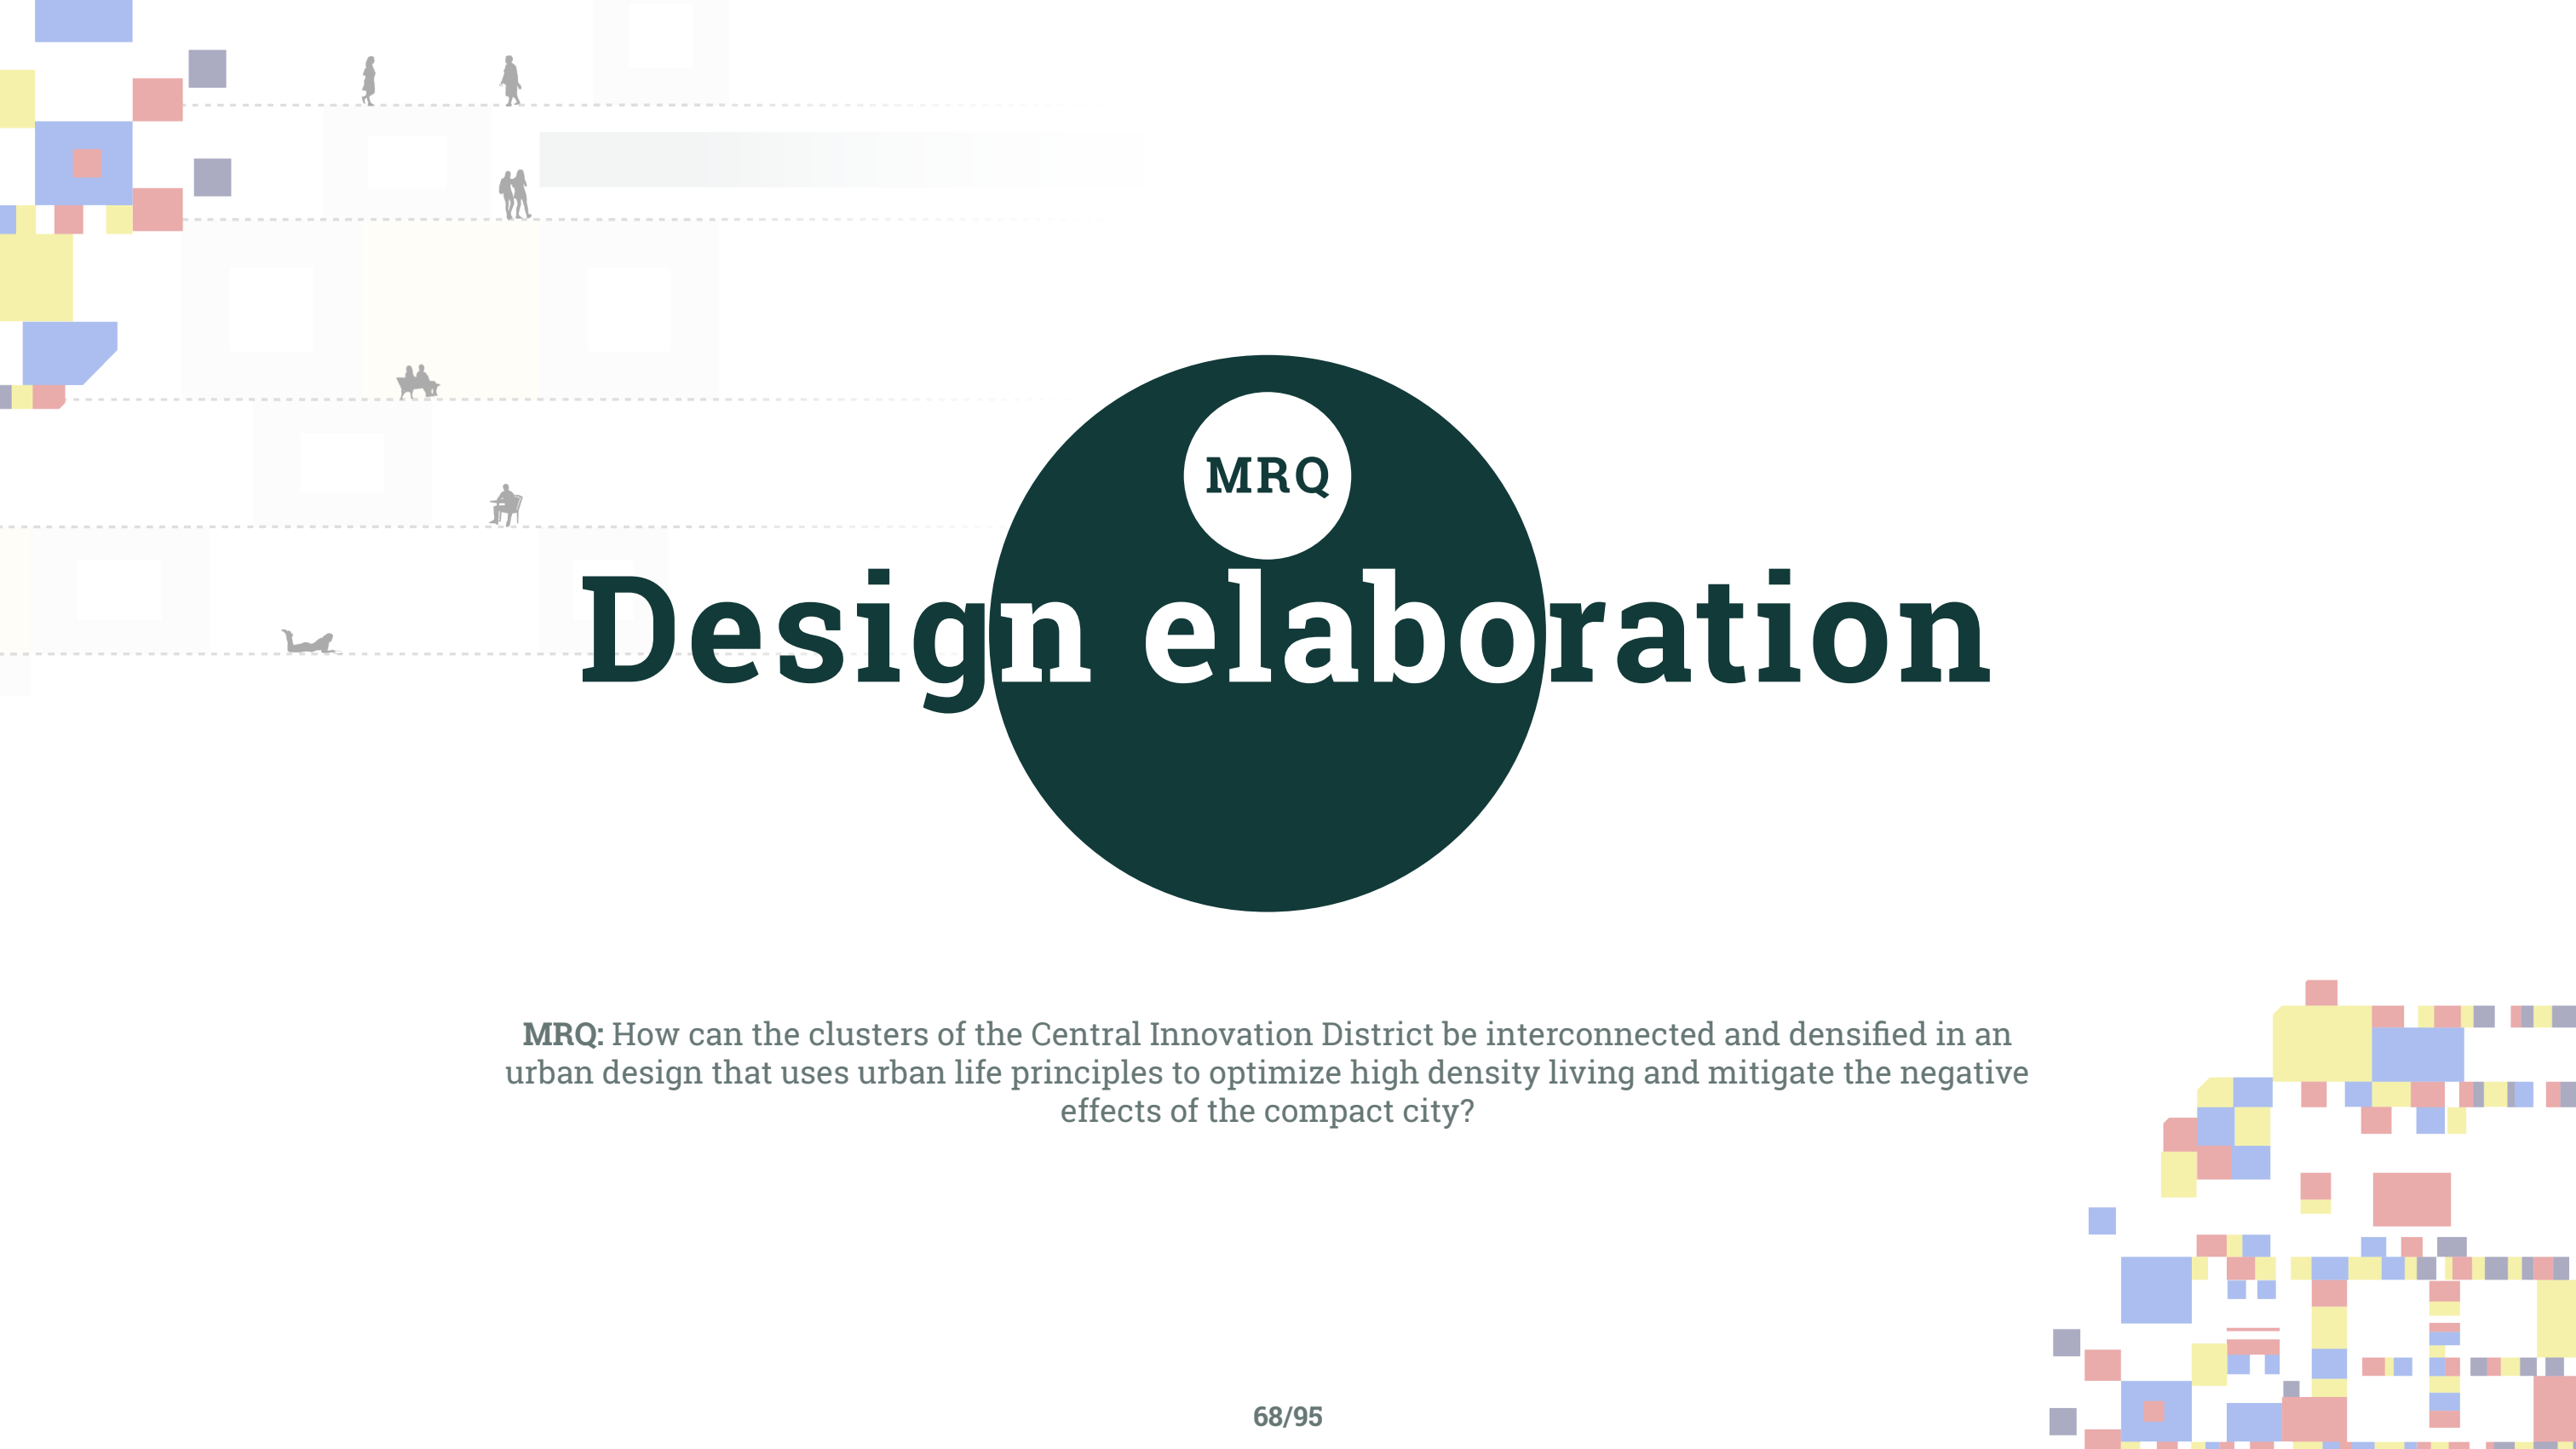 MRQ
Design elaboration
MRQ: How can the clusters of the Central Innovation District be interconnected and densified in an
urban design that uses urban life principles to optimize high density living and mitigate the negative
effects of the compact city?
68/95